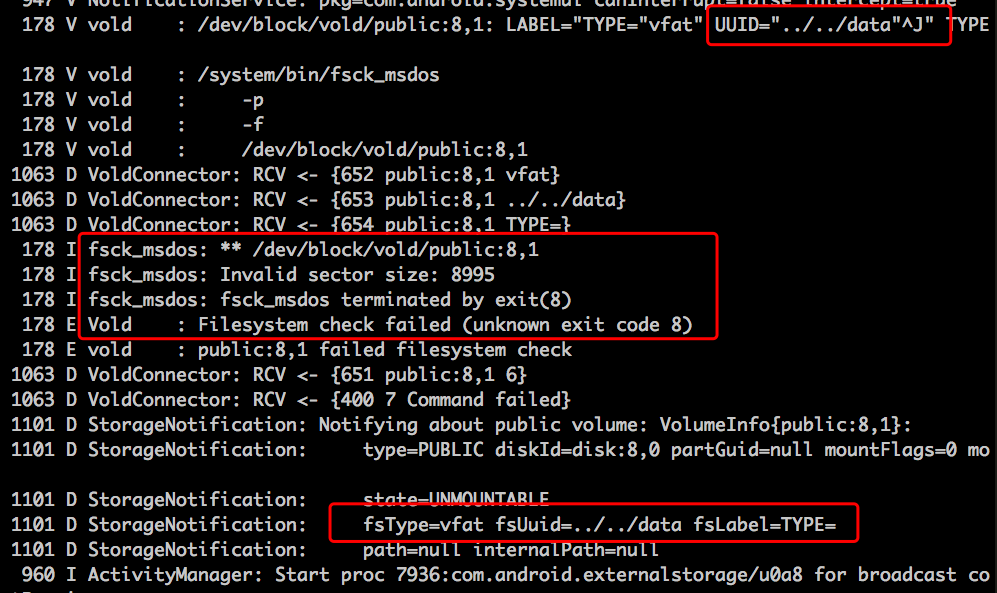 947 V NotificationService: pkg=com.android.systemui canInterrupt=false intercept=true
178 V vold    : /dev/block/vold/public:8,1: LABEL="TYPE="vfat" UUID="../../data"^J" TYPE
178 V vold    : /system/bin/fsck_msdos
178 V vold    :     -p
178 V vold    :     -f
178 V vold    :     /dev/block/vold/public:8,1
1063 D VoldConnector: RCV <- {652 public:8,1 vfat}
1063 D VoldConnector: RCV <- {653 public:8,1 ../../data}
1063 D VoldConnector: RCV <- {654 public:8,1 TYPE=}
178 I fsck_msdos: ** /dev/block/vold/public:8,1
178 I fsck_msdos: Invalid sector size: 8995
178 I fsck_msdos: fsck_msdos terminated by exit(8)
178 E Vold    : Filesystem check failed (unknown exit code 8)
178 E vold    : public:8,1 failed filesystem check
1063 D VoldConnector: RCV <- {651 public:8,1 6}
1063 D VoldConnector: RCV <- {400 7 Command failed}
1101 D StorageNotification: Notifying about public volume: VolumeInfo{public:8,1}:
1101 D StorageNotification:     type=PUBLIC diskId=disk:8,0 partGuid=null mountFlags=0 mo
1101 D StorageNotification:     state=UNMOUNTABLE
1101 D StorageNotification:     fsType=vfat fsUuid=../../data fsLabel=TYPE=
1101 D StorageNotification:     path=null internalPath=null
960 I ActivityManager: Start proc 7936:com.android.externalstorage/u0a8 for broadcast co